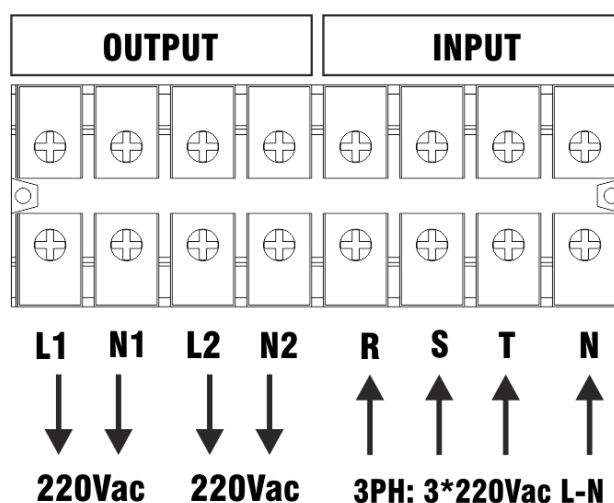 OUTPUT INPUT
L1 N1 L2 N2 R S T N
220Vac 220Vac 3PH: 3*220Vac L-N